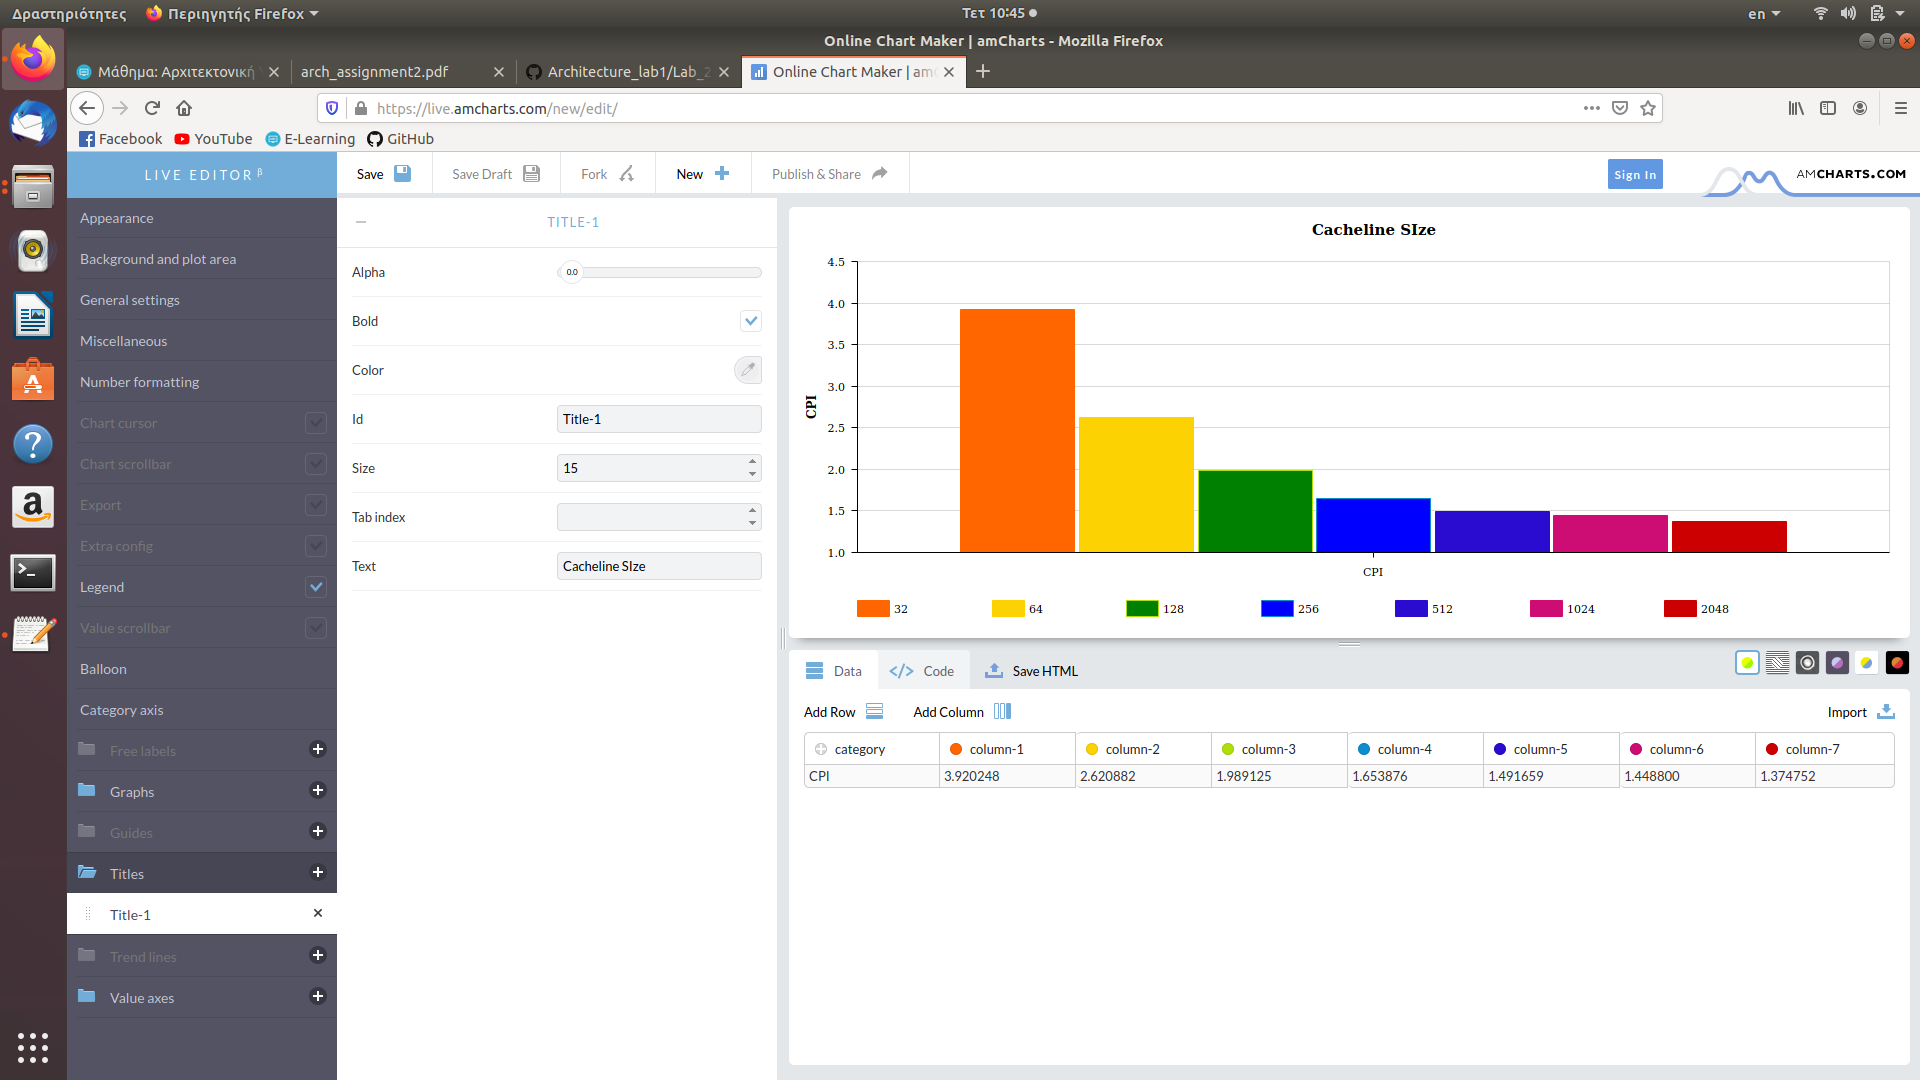 Δραστηριότητες
Περιηγητής Firefox
Τετ 10:45
en
Online Chart Maker | amCharts - Mozilla Firefox
Μάθημα: Αρχιτεκτονική
arch_assignment2.pdf
Architecture_lab1/Lab_2
Online Chart Maker | am
https://live.amcharts.com/new/edit/
Facebook
YouTube
E-Learning
GitHub
LIVE EDITOR β
Save
Save Draft
Fork
New
Publish & Share
Sign In
AMCHARTS.COM
Appearance
Background and plot area
General settings
Miscellaneous
Number formatting
Chart cursor
Chart scrollbar
Export
Extra config
Legend
Value scrollbar
Balloon
Category axis
Free labels
Graphs
Guides
Titles
Title-1
Trend lines
Value axes
TITLE-1
Alpha
0.0
Bold
Color
Id
Title-1
Size
15
Tab index
Text
Cacheline SIze
Cacheline SIze
4.5
4.0
3.5
3.0
2.5
2.0
1.5
1.0
CPI
CPI
32
64
128
256
512
1024
2048
Data
</> Code
Save HTML
Add Row
Add Column
Import
category
column-1
column-2
column-3
column-4
column-5
column-6
column-7
CPI
3.920248
2.620882
1.989125
1.653876
1.491659
1.448800
1.374752